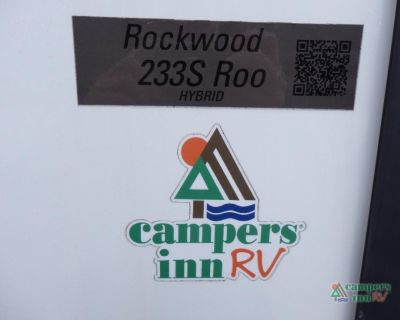 Rockwood
233S Roo
HYBRID
campers®
inn RV
campers
inn RV